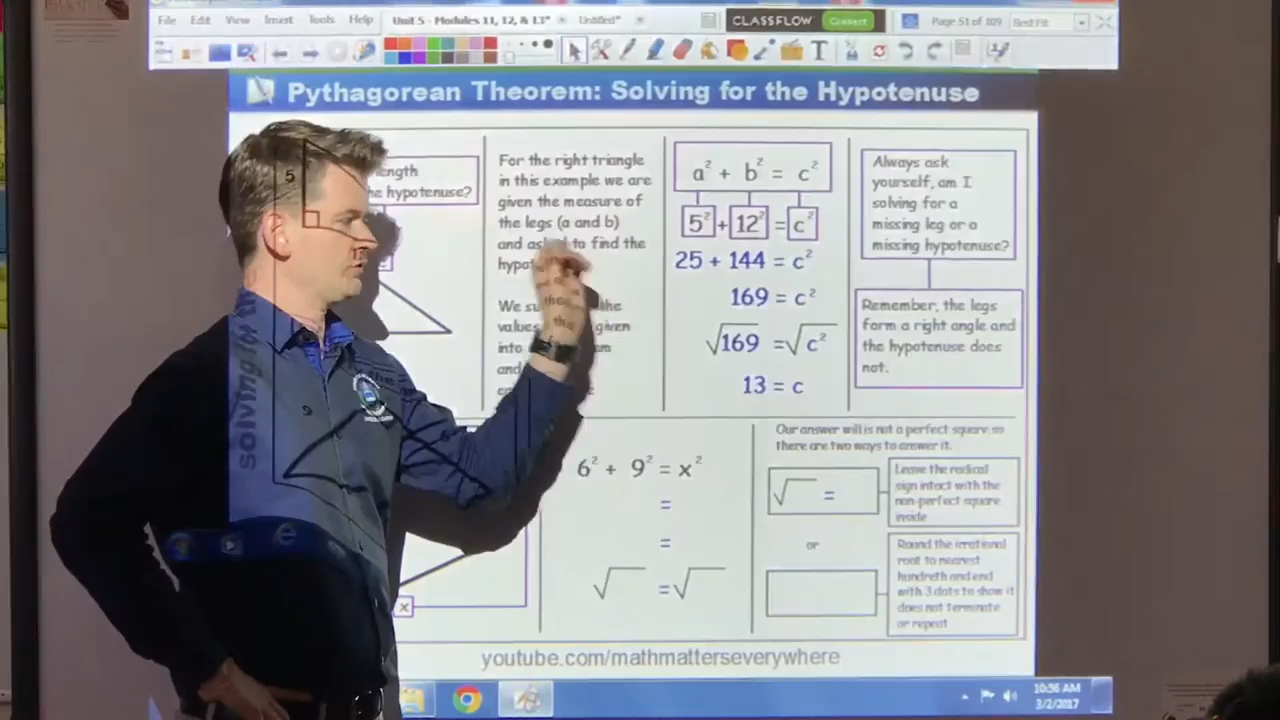 File Edit View Insert Tools Help
Unit 5 - Modules 11, 12, & 13*
Untitled*
CLASSFLOW
Connect
Page 51 of 109
Best Fit
T
Pythagorean Theorem: Solving for the Hypotenuse
length
hypotenuse?
5
9
solving for
For the right triangle
in this example we are
given the measure of
the legs (a and b)
and to find the
We the
values given
into
and
a² + b² = c²
5² + 12² = c²
25 + 144 = c²
169 = c²
√169 = √c²
13 = c
Always ask
yourself, am I
solving for a
missing leg or a
missing hypotenuse?
Remember, the legs
form a right angle and
the hypotenuse does
not.
x
6² + 9² = x²
=
=
√ = √
Our answer will is not a perfect square so
there are two ways to answer it.
√ =
Leave the radical
sign intact with the
non-perfect square
inside
or
Round the irrational
root to nearest
hundreth and end
with 3 dots to show it
does not terminate
or repeat
youtube.com/mathmatterseverywhere
10:56 AM
3/2/2017